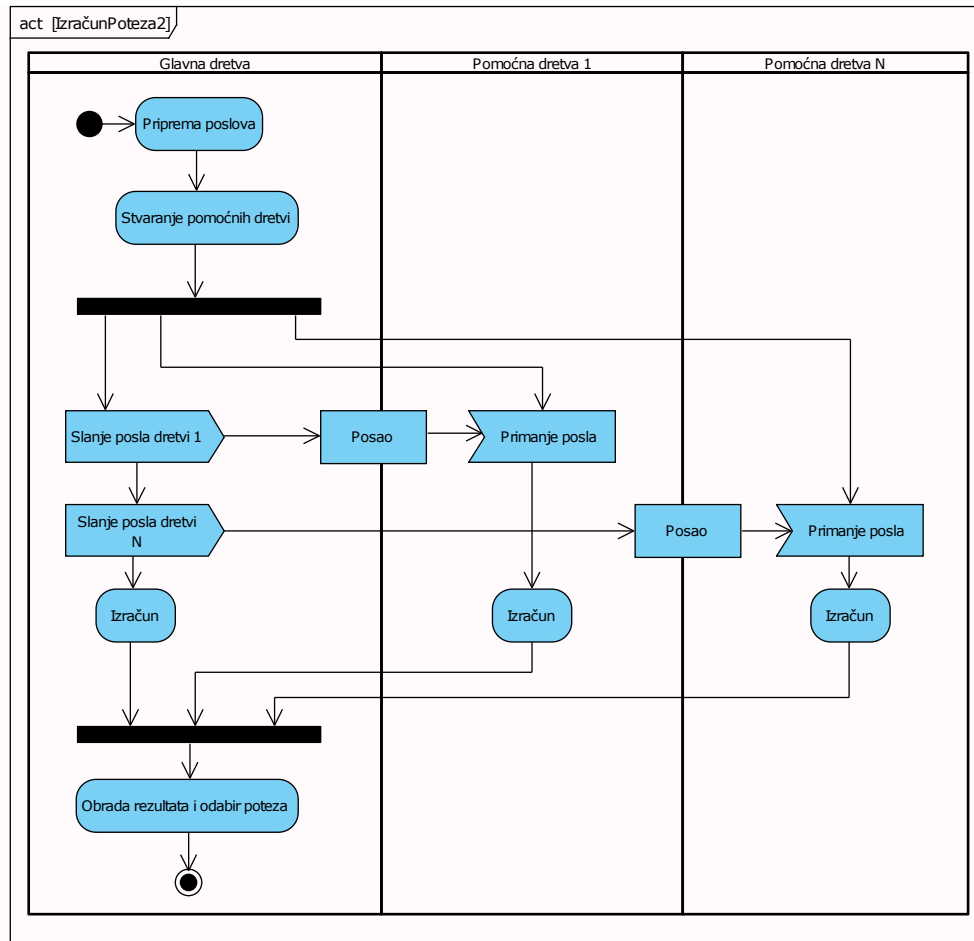 act [IzračunPoteza2]
Glavna dretva
Pomoćna dretva 1
Pomoćna dretva N
Priprema poslova
Stvaranje pomoćnih dretvi
Slanje posla dretvi 1
Posao
Primanje posla
Slanje posla dretvi
N
Posao
Primanje posla
Izračun
Izračun
Izračun
Obrada rezultata i odabir poteza